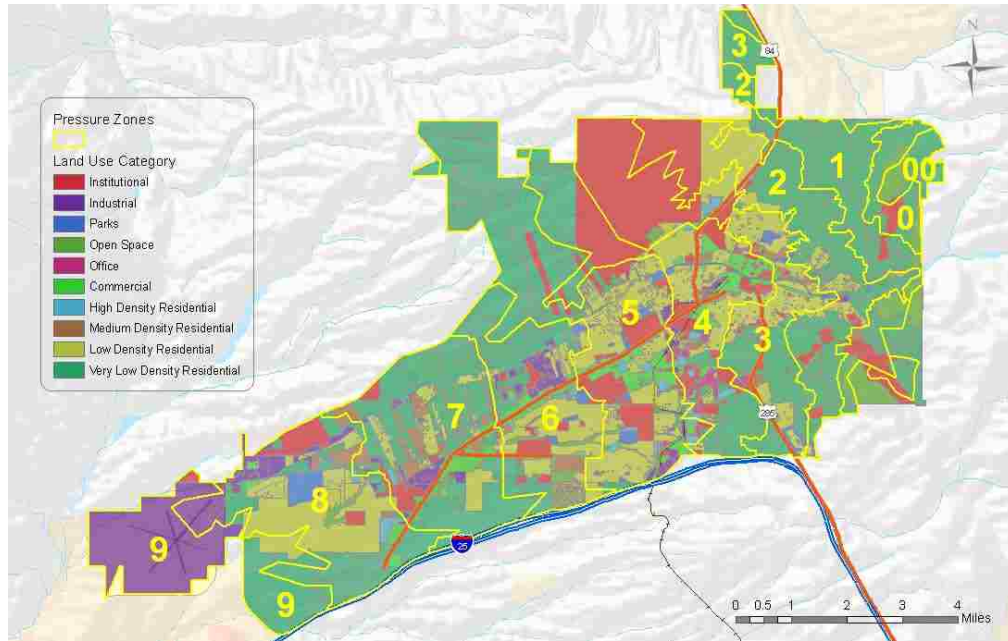 Pressure Zones
Land Use Category
Institutional
Industrial
Parks
Open Space
Office
Commercial
High Density Residential
Medium Density Residential
Low Density Residential
Very Low Density Residential
N
84
3
2
1
00
0
2
5
4
3
285
7
6
8
25
9
9
0 0.5 1 2 3 4
Miles